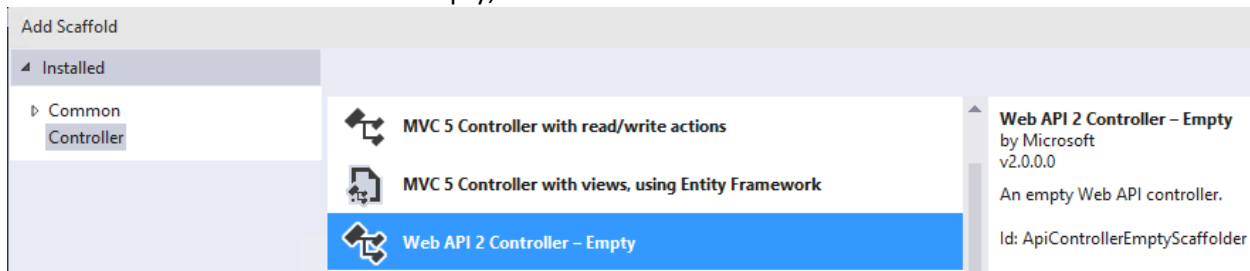 Add Scaffold
Installed
Common
Controller
MVC 5 Controller with read/write actions
MVC 5 Controller with views, using Entity Framework
Web API 2 Controller – Empty
Web API 2 Controller – Empty
by Microsoft
v2.0.0.0
An empty Web API controller.
Id: ApiControllerEmptyScaffolder